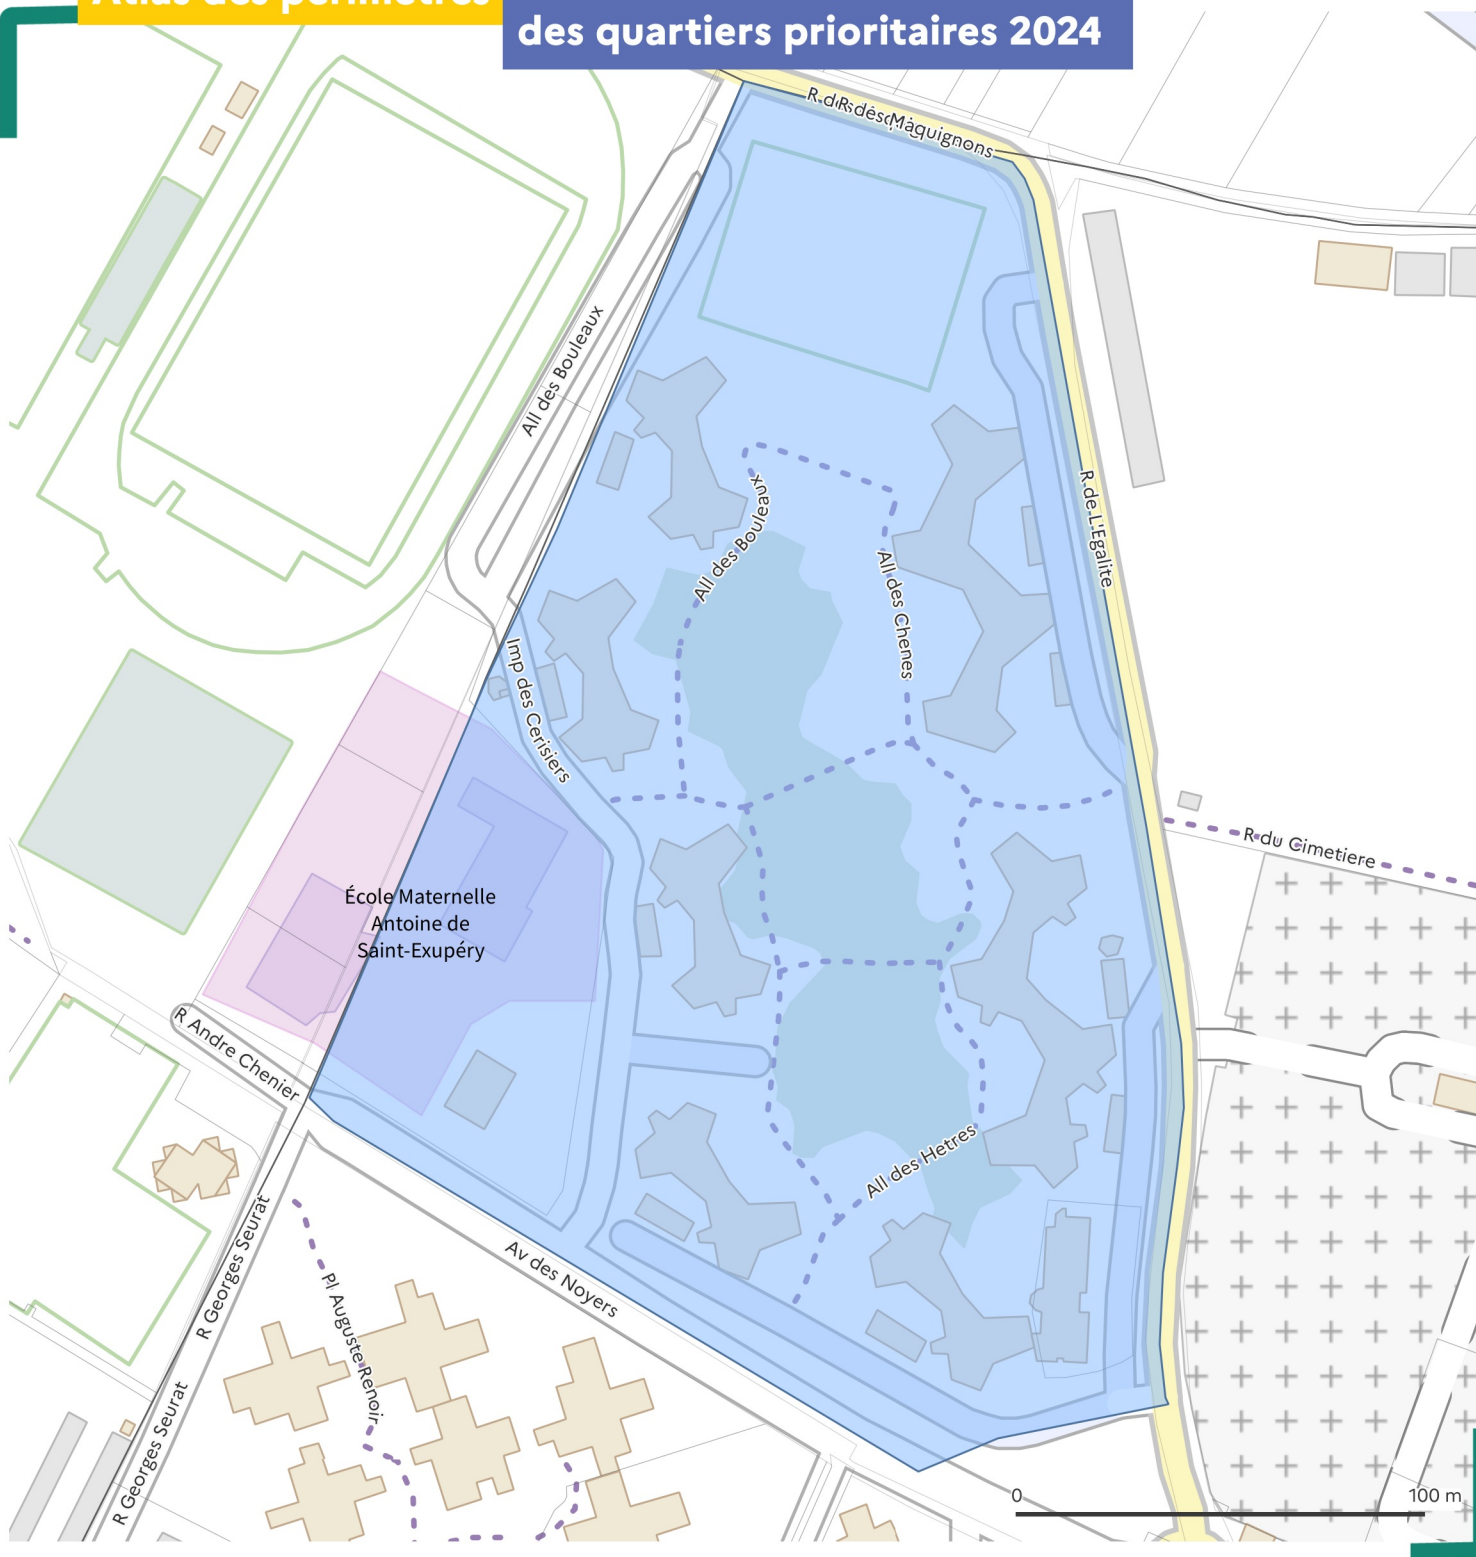 Atlas des périmètres
des quartiers prioritaires 2024
Maquignons
All des Bouleaux
R de L'Egalite
All des Bouleaux
All des Chenes
Imp des Cerisiers
R du Cimetiere
École Maternelle
Antoine de
Saint-Exupéry
R Andre Chenier
All des Hetres
R Georges Seurat
Av des Noyers
Pl Auguste Renoir
R Georges Seurat
0
100 m